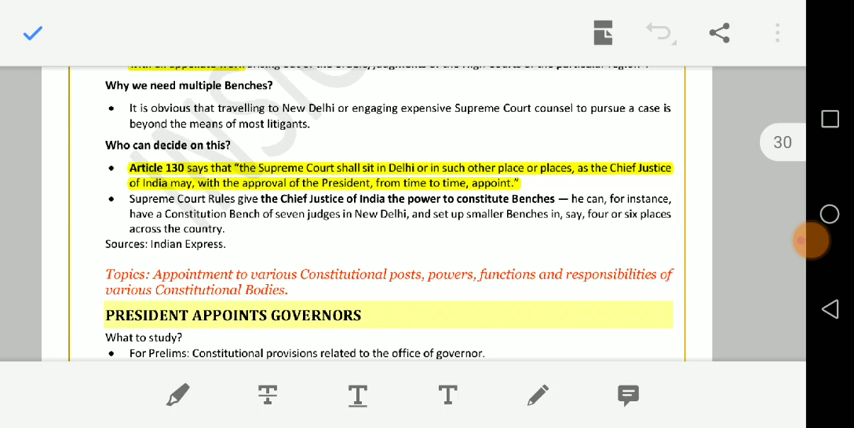 Why we need multiple Benches?
• It is obvious that travelling to New Delhi or engaging expensive Supreme Court counsel to pursue a case is
beyond the means of most litigants.
Who can decide on this?
• Article 130 says that “the Supreme Court shall sit in Delhi or in such other place or places, as the Chief Justice
of India may, with the approval of the President, from time to time, appoint.”
• Supreme Court Rules give the Chief Justice of India the power to constitute Benches — he can, for instance,
have a Constitution Bench of seven judges in New Delhi, and set up smaller Benches in, say, four or six places
across the country.
Sources: Indian Express.
Topics: Appointment to various Constitutional posts, powers, functions and responsibilities of
various Constitutional Bodies.
PRESIDENT APPOINTS GOVERNORS
What to study?
• For Prelims: Constitutional provisions related to the office of governor.
30